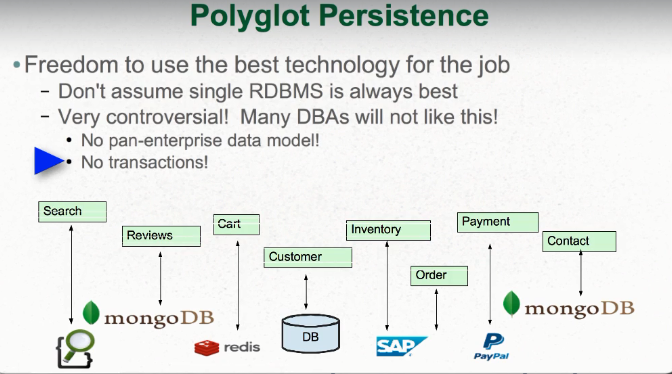 Polyglot Persistence
• Freedom to use the best technology for the job
– Don't assume single RDBMS is always best
– Very controversial! Many DBAs will not like this!
• No pan-enterprise data model!
• No transactions!
Search
Reviews
Cart
Customer
Inventory
Order
Payment
Contact
mongoDB
redis
DB
SAP
PayPal
mongoDB